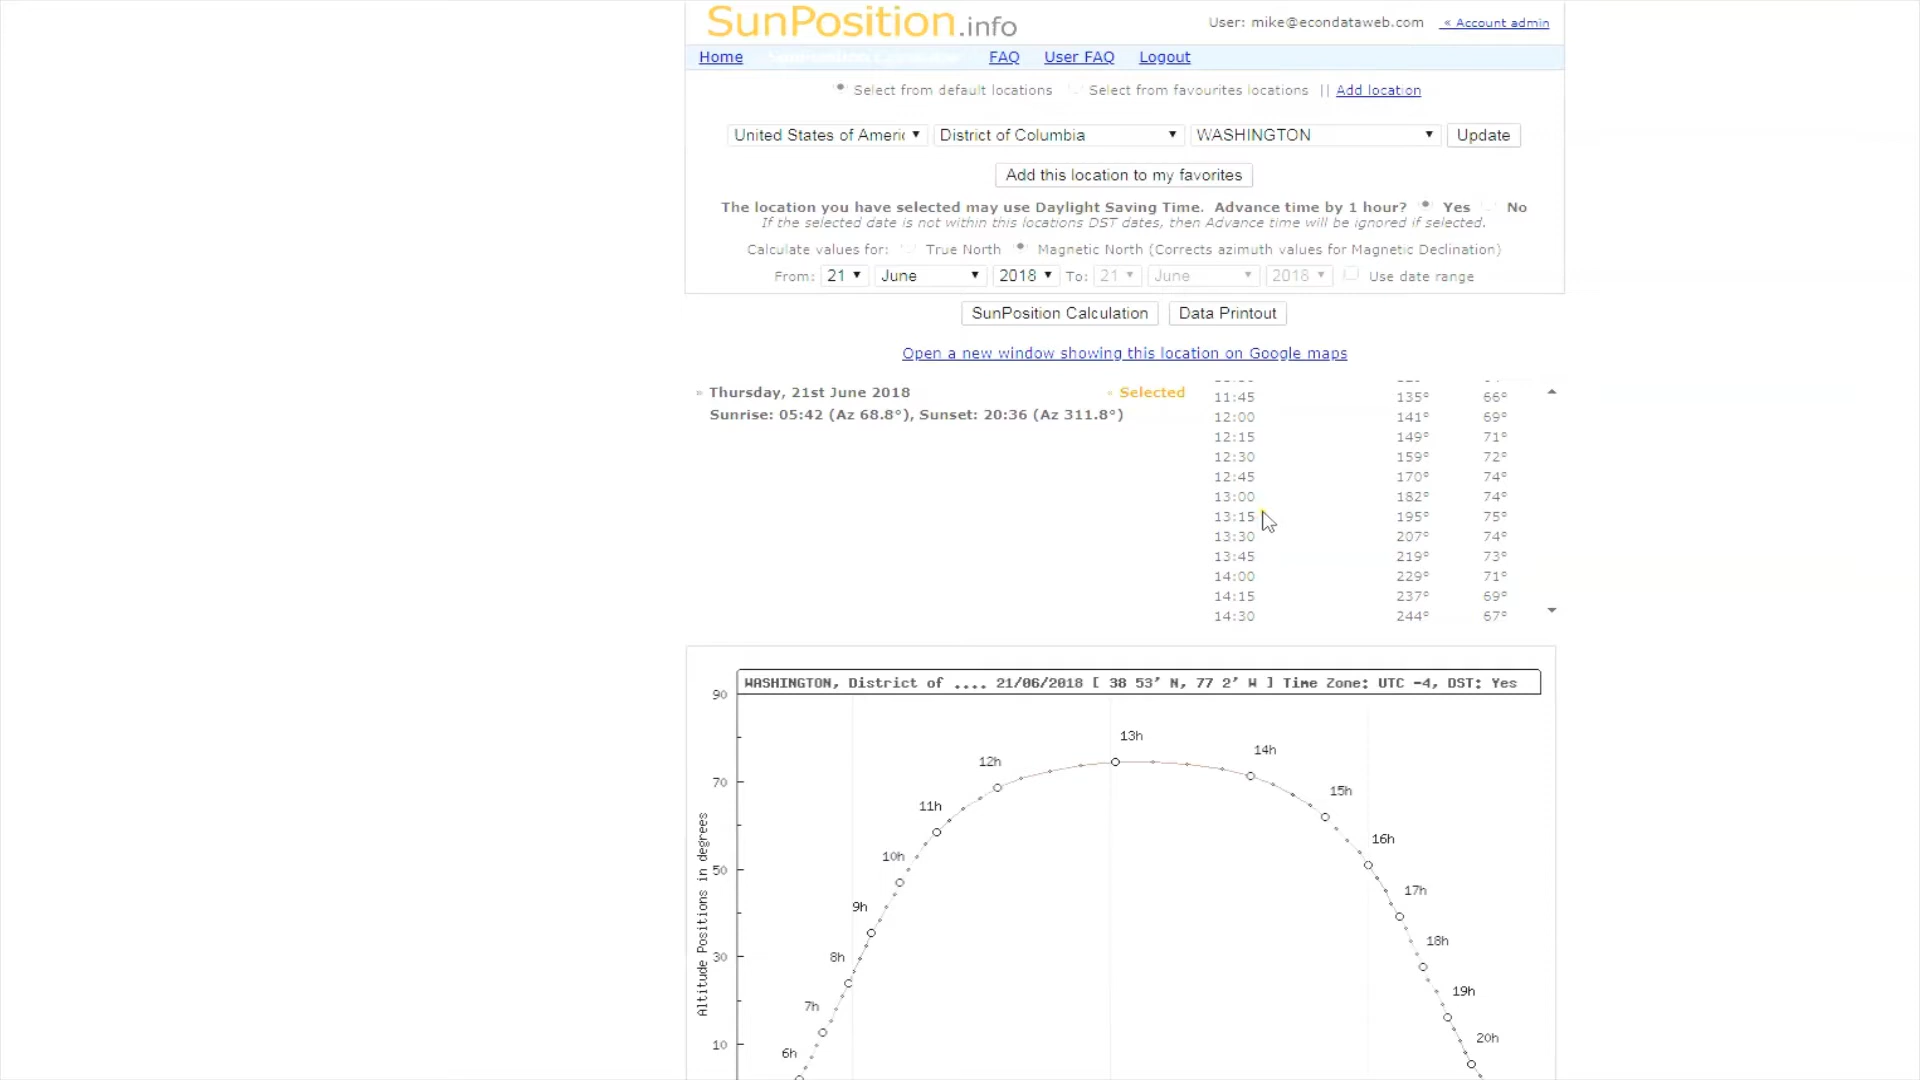 SunPosition.info
User: mike@econdataweb.com « Account admin
Home FAQ User FAQ Logout
Select from default locations Select from favourites locations || Add location
United States of Americ District of Columbia WASHINGTON Update
Add this location to my favorites
The location you have selected may use Daylight Saving Time. Advance time by 1 hour? Yes No
If the selected date is not within this locations DST dates, then Advance time will be ignored if selected.
Calculate values for: True North Magnetic North (Corrects azimuth values for Magnetic Declination)
From: 21 June 2018 To: 21 June 2018 Use date range
SunPosition Calculation Data Printout
Open a new window showing this location on Google maps
» Thursday, 21st June 2018 « Selected
Sunrise: 05:42 (Az 68.8°), Sunset: 20:36 (Az 311.8°)
11:45 135° 66°
12:00 141° 69°
12:15 149° 71°
12:30 159° 72°
12:45 170° 74°
13:00 182° 74°
13:15 195° 75°
13:30 207° 74°
13:45 219° 73°
14:00 229° 71°
14:15 237° 69°
14:30 244° 67°
WASHINGTON, District of .... 21/06/2018 [ 38 53' N, 77 2' W ] Time Zone: UTC -4, DST: Yes
Altitude Positions in degrees
90
70
50
30
10
6h
7h
8h
9h
10h
11h
12h
13h
14h
15h
16h
17h
18h
19h
20h